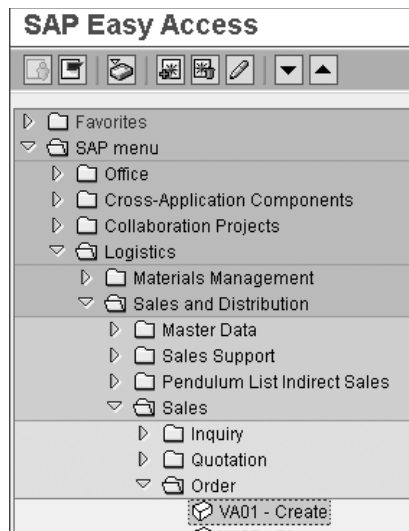 SAP Easy Access
Favorites
SAP menu
Office
Cross-Application Components
Collaboration Projects
Logistics
Materials Management
Sales and Distribution
Master Data
Sales Support
Pendulum List Indirect Sales
Sales
Inquiry
Quotation
Order
VA01 - Create